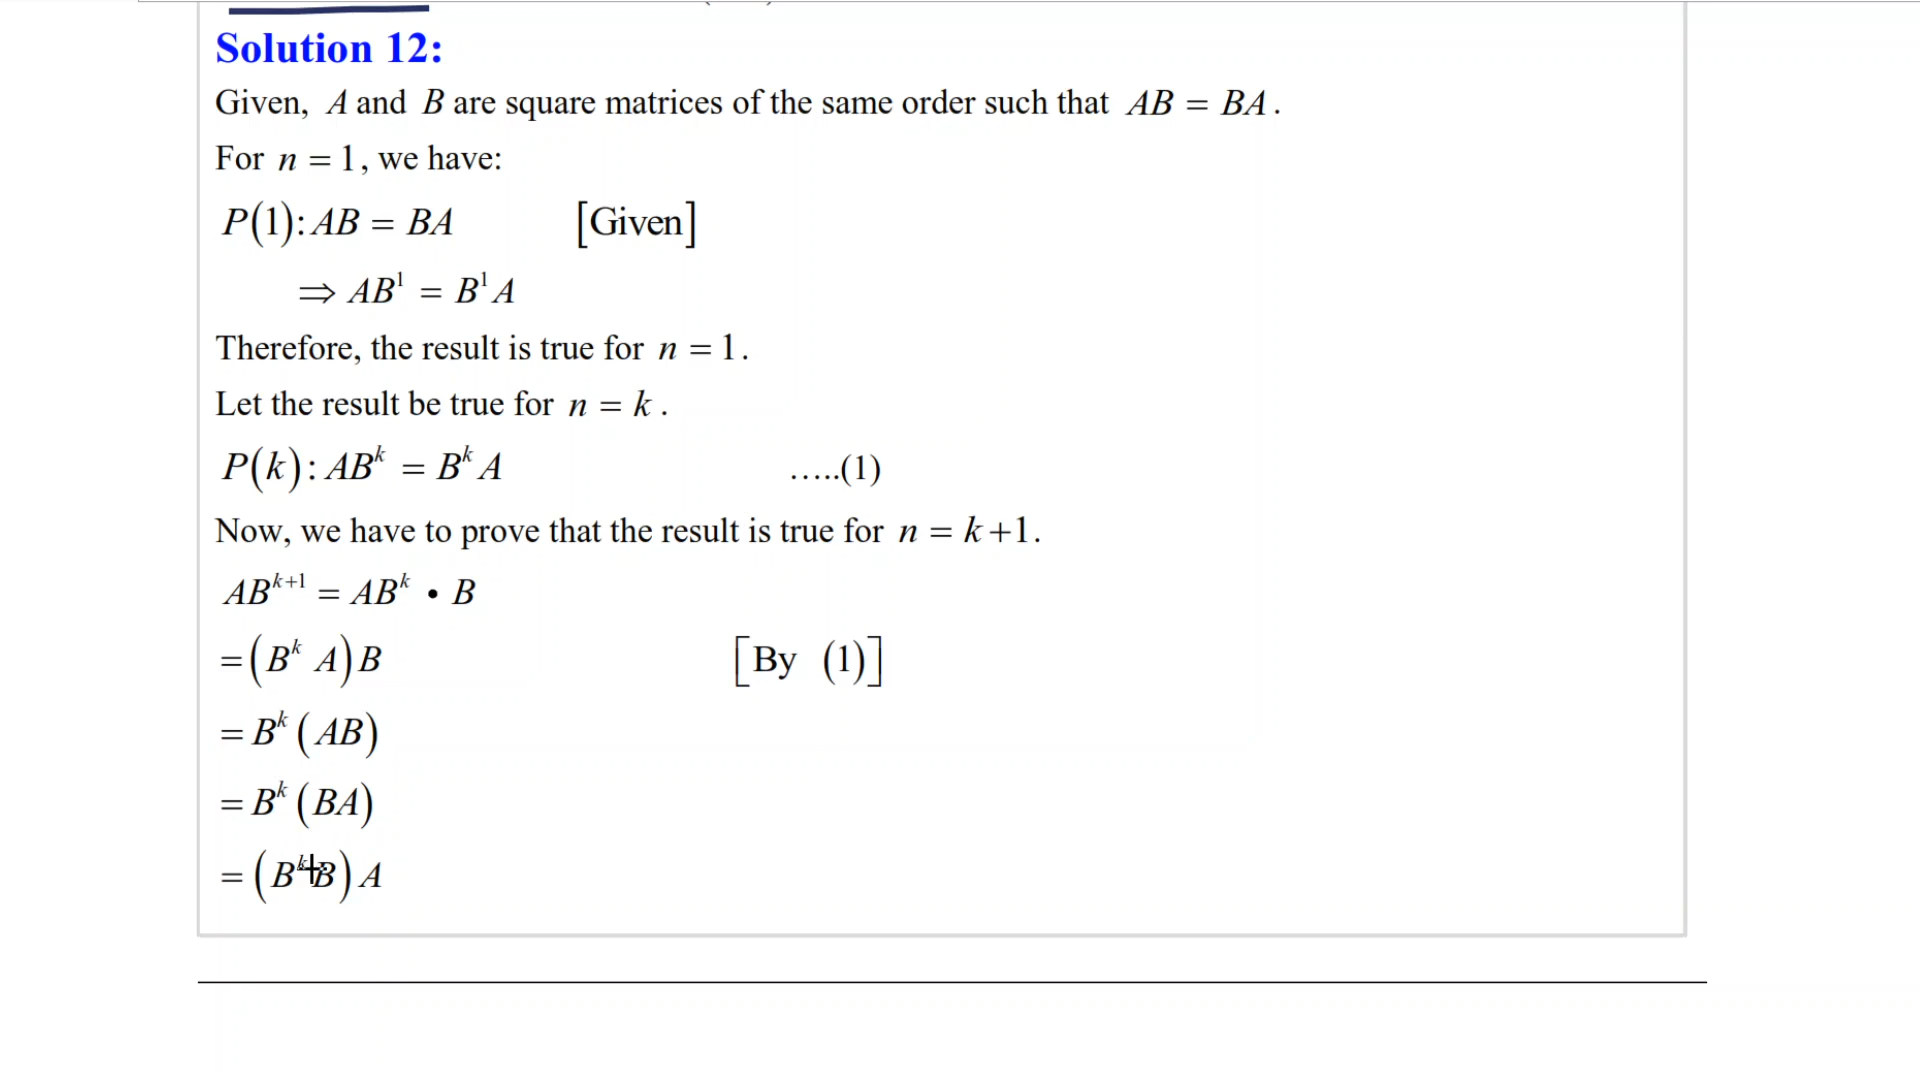 Solution 12:
Given, A and B are square matrices of the same order such that AB = BA.
For n = 1, we have:
P(1): AB = BA [Given]
⇒ AB¹ = B¹A
Therefore, the result is true for n = 1.
Let the result be true for n = k.
P(k): ABᵏ = BᵏA .....(1)
Now, we have to prove that the result is true for n = k+1.
ABᵏ⁺¹ = ABᵏ • B
= (Bᵏ A)B [By (1)]
= Bᵏ (AB)
= Bᵏ (BA)
= (BᵏB) A